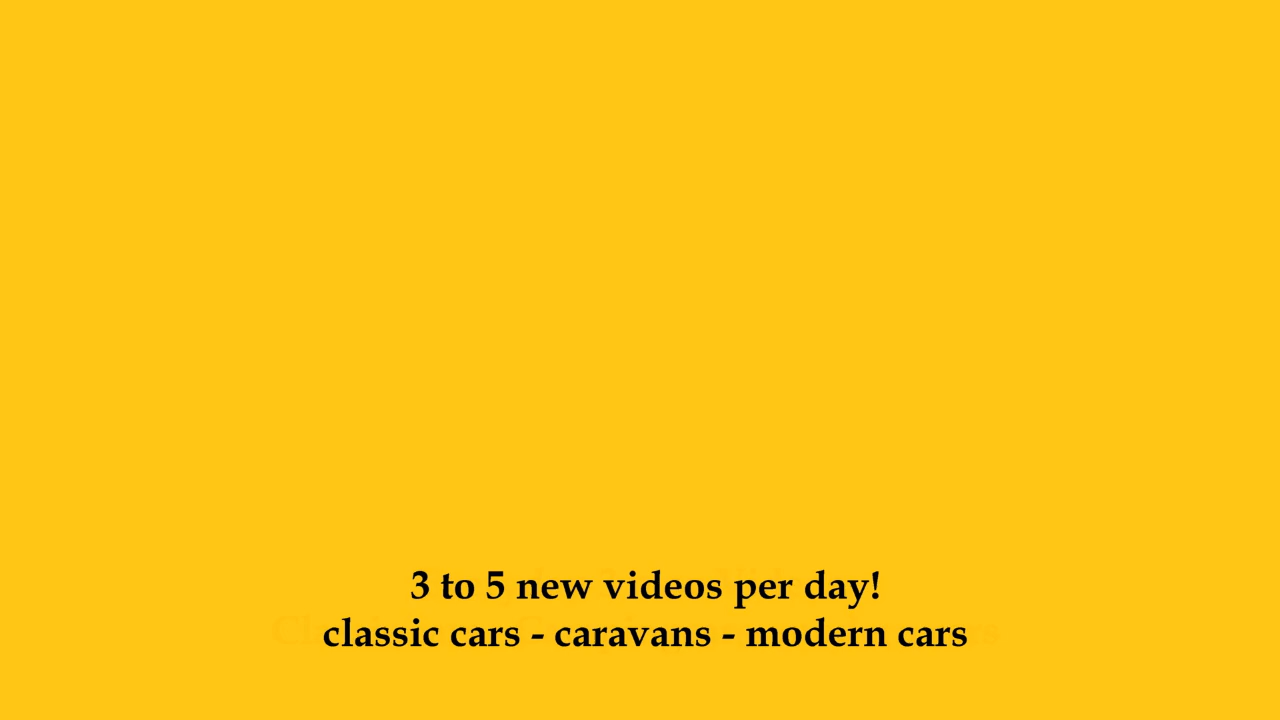 3 to 5 new videos per day!
classic cars - caravans - modern cars